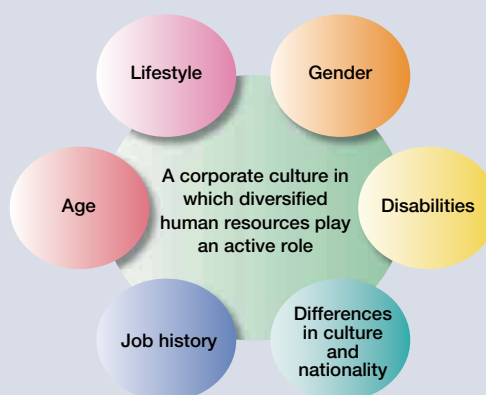 Lifestyle
Gender
Age
A corporate culture in
which diversified
human resources play
an active role
Disabilities
Job history
Differences
in culture
and
nationality